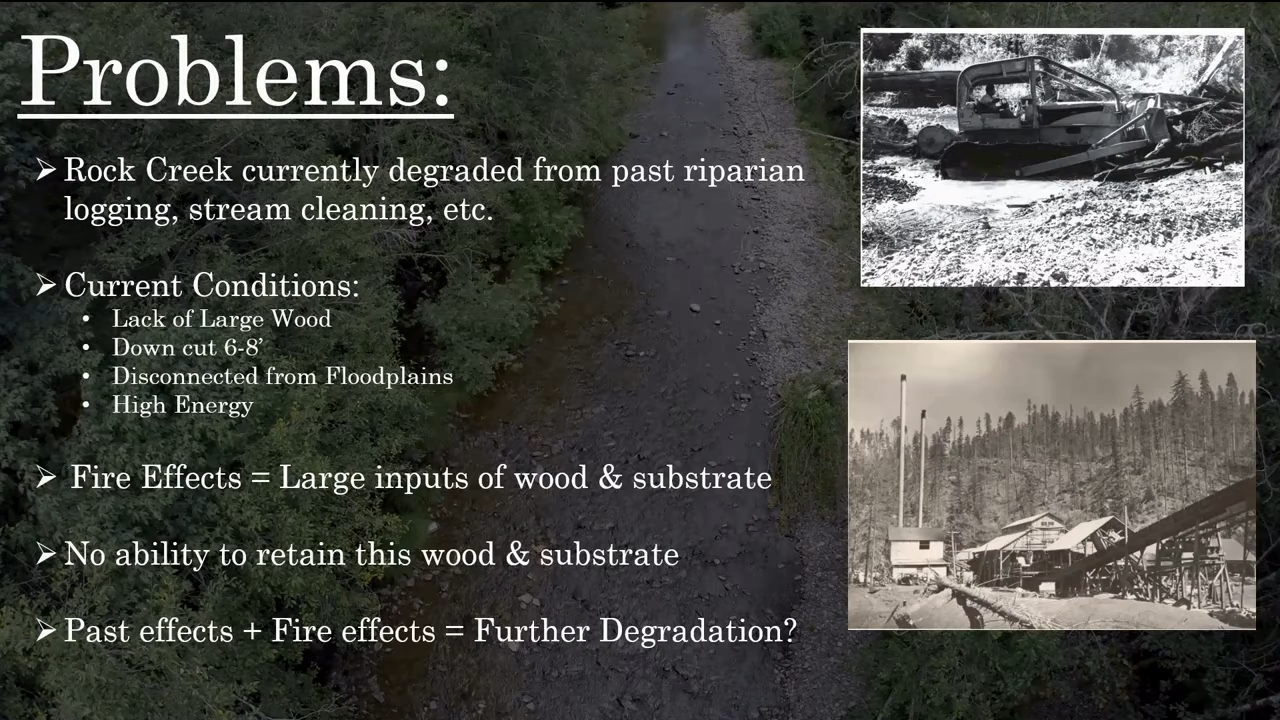 Problems:
➢ Rock Creek currently degraded from past riparian
logging, stream cleaning, etc.
➢ Current Conditions:
• Lack of Large Wood
• Down cut 6-8’
• Disconnected from Floodplains
• High Energy
➢ Fire Effects = Large inputs of wood & substrate
➢ No ability to retain this wood & substrate
➢ Past effects + Fire effects = Further Degradation?